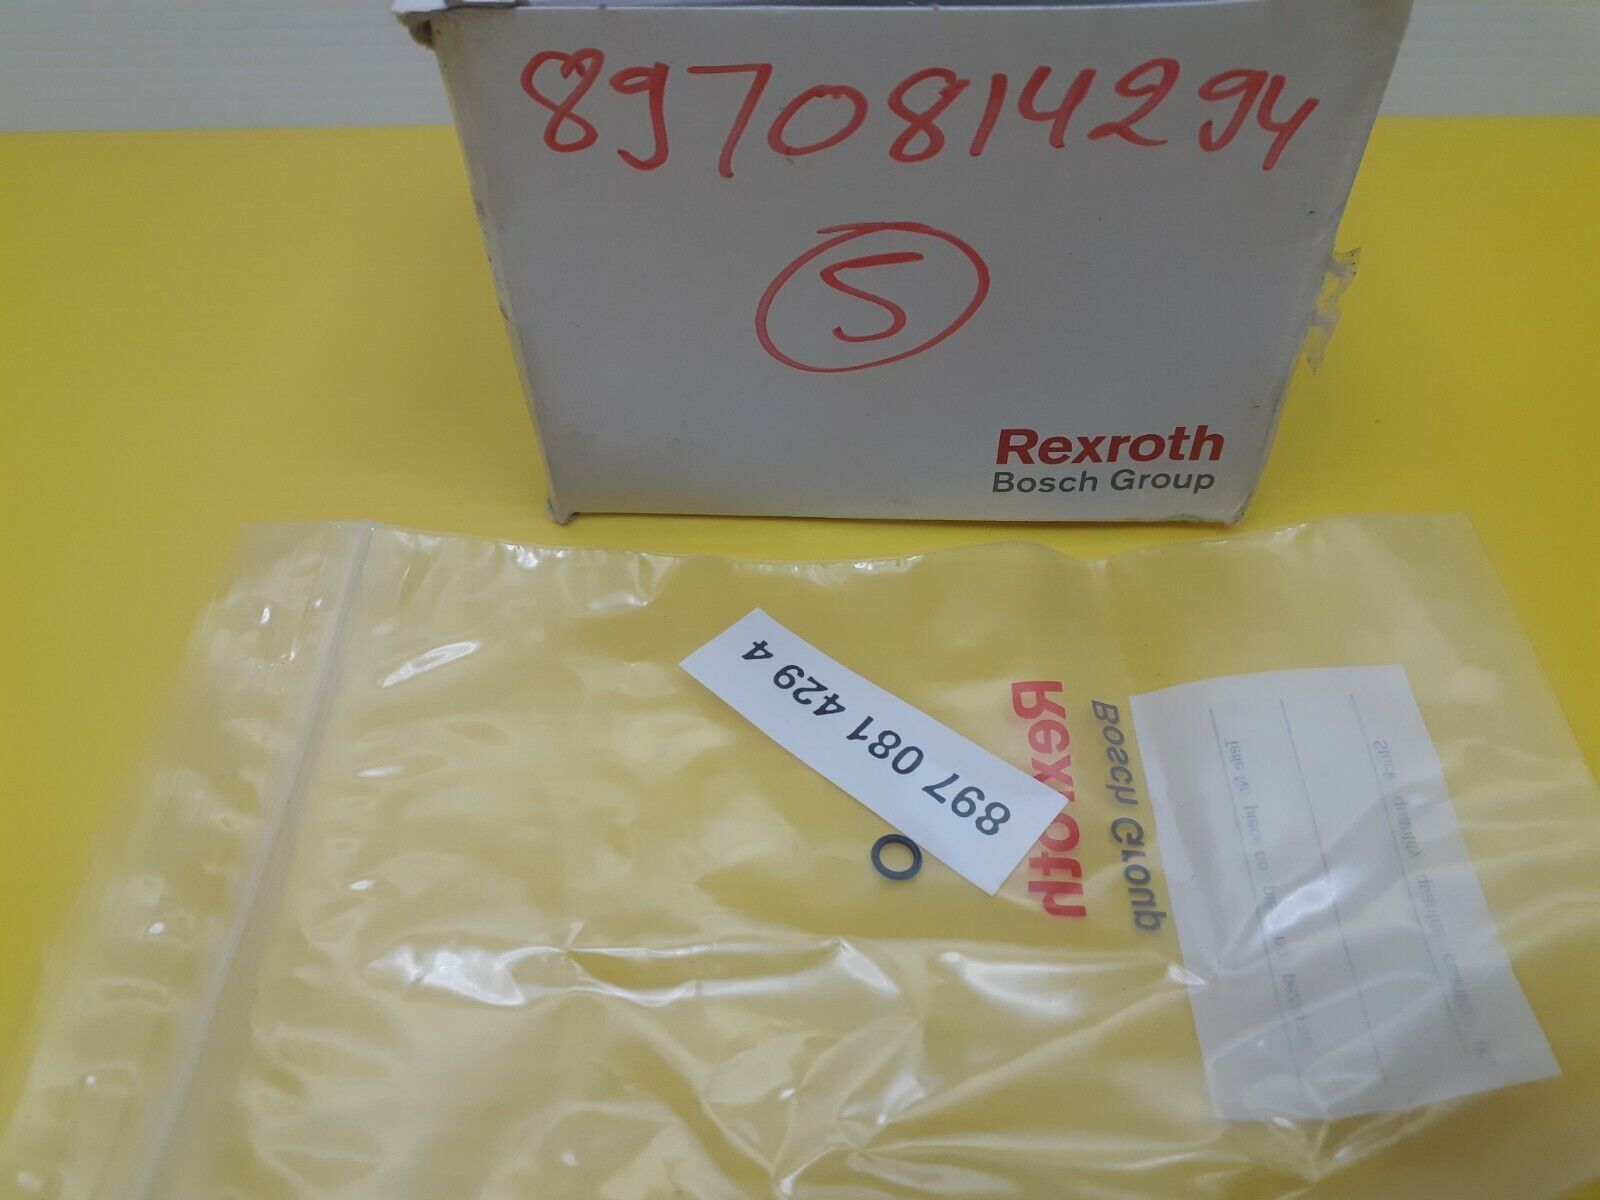 8970814294
5
Rexroth
Bosch Group
897 081 429 4
Rexroth
Bosch Group